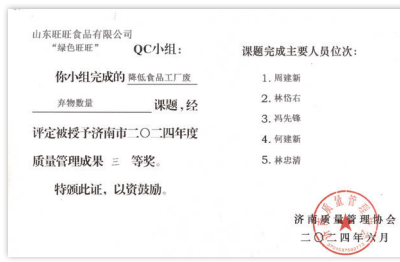 山东旺旺食品有限公司
“绿色旺旺” QC小组：
你小组完成的 降低食品工厂废
弃物数量 课题，经
评定被授予济南市二〇二四年度
质量管理成果 三 等奖。
特颁此证，以资鼓励。
课题完成主要人员位次：
1. 周建新
2. 林岱右
3. 冯先锋
4. 何建新
5. 林忠清
济南质量管理协会
二〇二四年六月